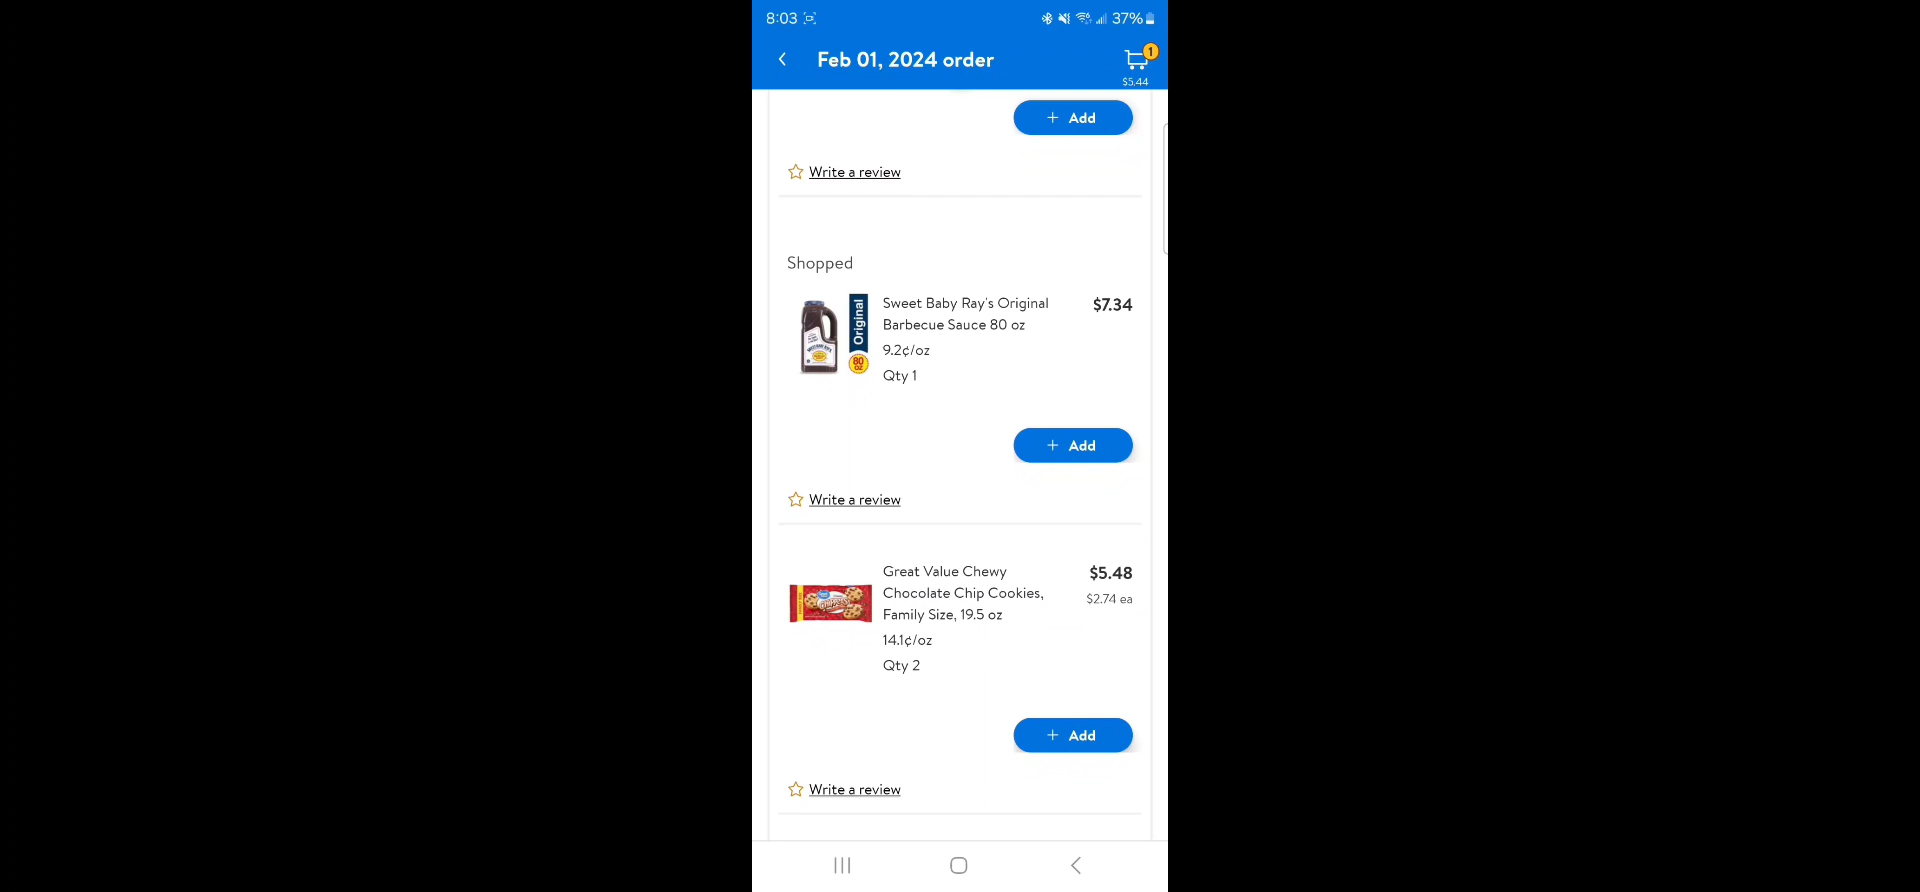 8:03
37%
Feb 01, 2024 order
1
$5.44
+ Add
Write a review
Shopped
Original
80
OZ
Sweet Baby Ray's Original
Barbecue Sauce 80 oz
$7.34
9.2¢/oz
Qty 1
+ Add
Write a review
Great Value Chewy
Chocolate Chip Cookies,
Family Size, 19.5 oz
$5.48
$2.74 ea
14.1¢/oz
Qty 2
+ Add
Write a review